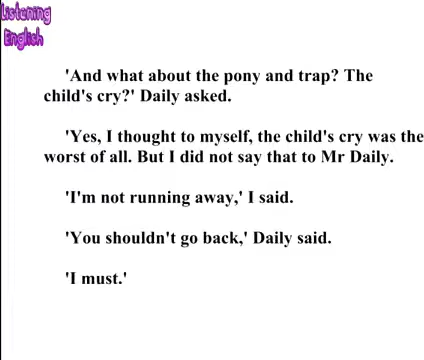 Listening
English
'And what about the pony and trap? The
child's cry?' Daily asked.
'Yes, I thought to myself, the child's cry was the
worst of all. But I did not say that to Mr Daily.
'I'm not running away,' I said.
'You shouldn't go back,' Daily said.
'I must.'